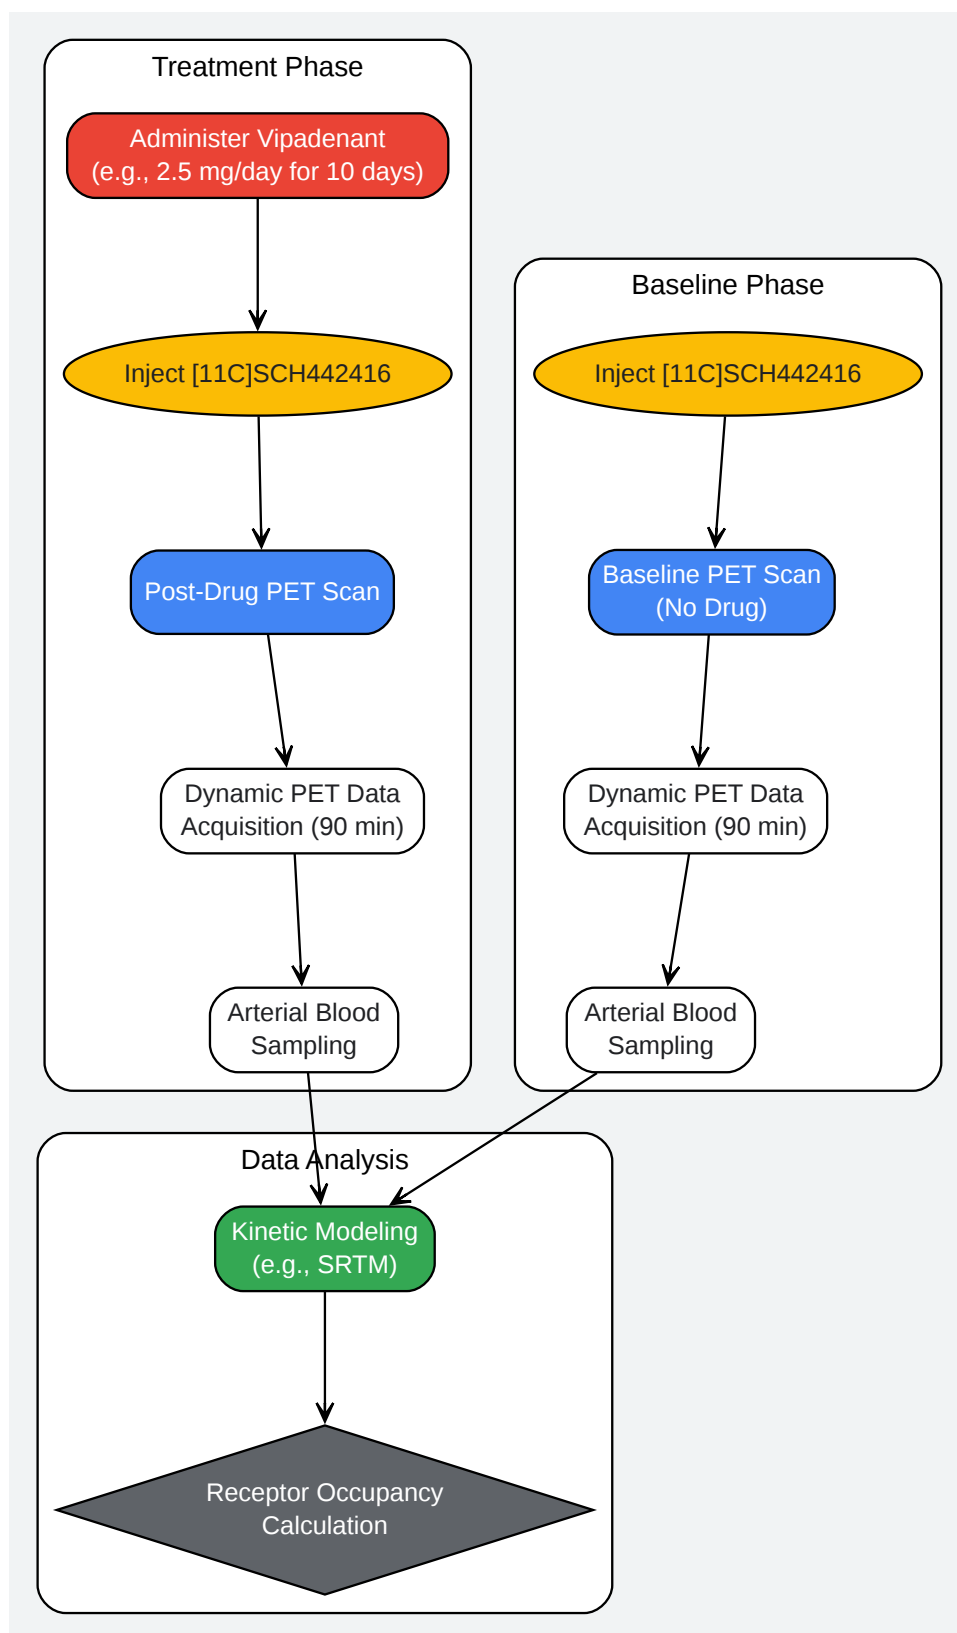 Treatment Phase
Administer Vipadenant
(e.g., 2.5 mg/day for 10 days)
Inject [11C]SCH442416
Post-Drug PET Scan
Dynamic PET Data
Acquisition (90 min)
Arterial Blood
Sampling
Baseline Phase
Inject [11C]SCH442416
Baseline PET Scan
(No Drug)
Dynamic PET Data
Acquisition (90 min)
Arterial Blood
Sampling
Data Analysis
Kinetic Modeling
(e.g., SRTM)
Receptor Occupancy
Calculation